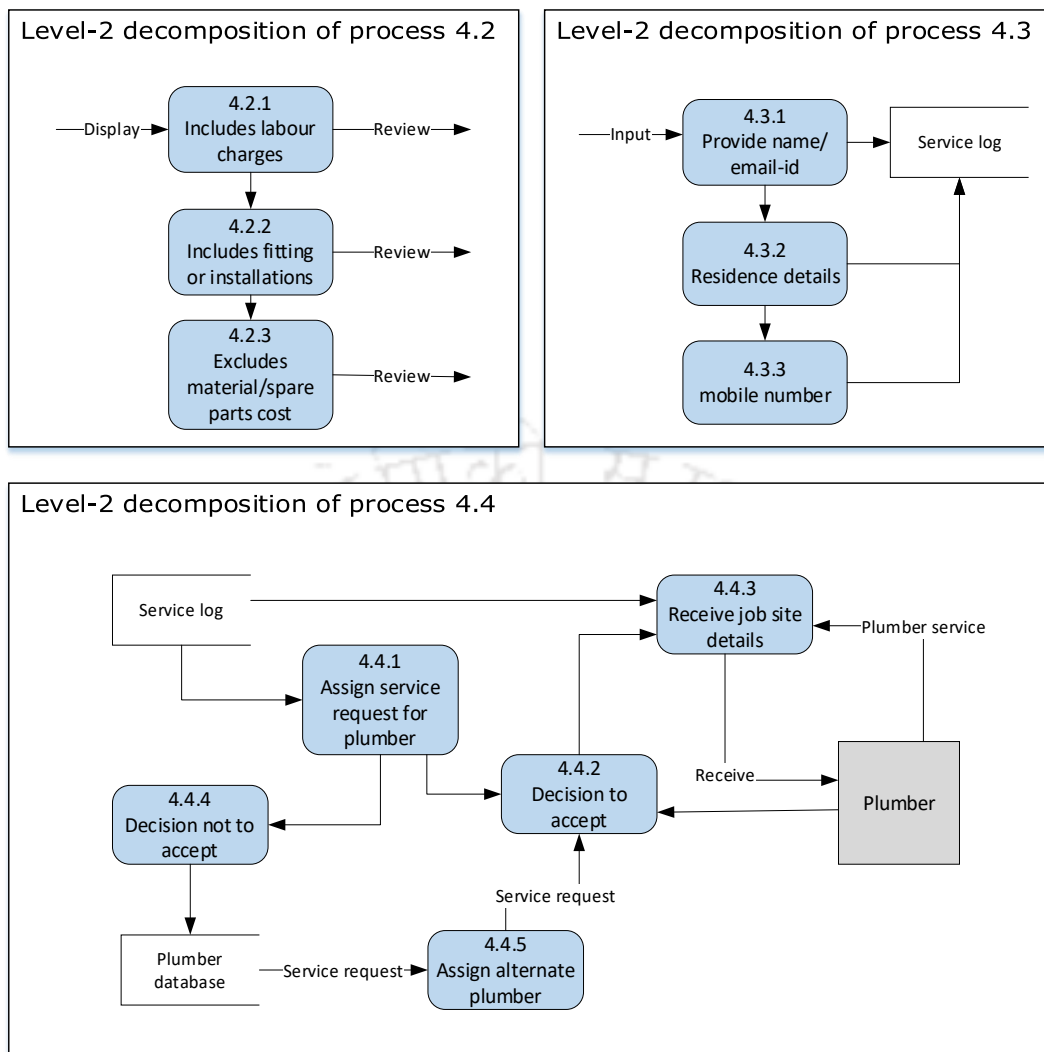 Level-2 decomposition of process 4.2
Display
4.2.1
Includes labour
charges
Review
4.2.2
Includes fitting
or installations
Review
4.2.3
Excludes
material/spare
parts cost
Review
Level-2 decomposition of process 4.3
Input
4.3.1
Provide name/
email-id
Service log
4.3.2
Residence details
4.3.3
mobile number
Level-2 decomposition of process 4.4
Service log
4.4.3
Receive job site
details
Plumber service
4.4.1
Assign service
request for
plumber
4.4.2
Decision to
accept
Receive
Plumber
4.4.4
Decision not to
accept
Service request
Plumber
database
Service request
4.4.5
Assign alternate
plumber